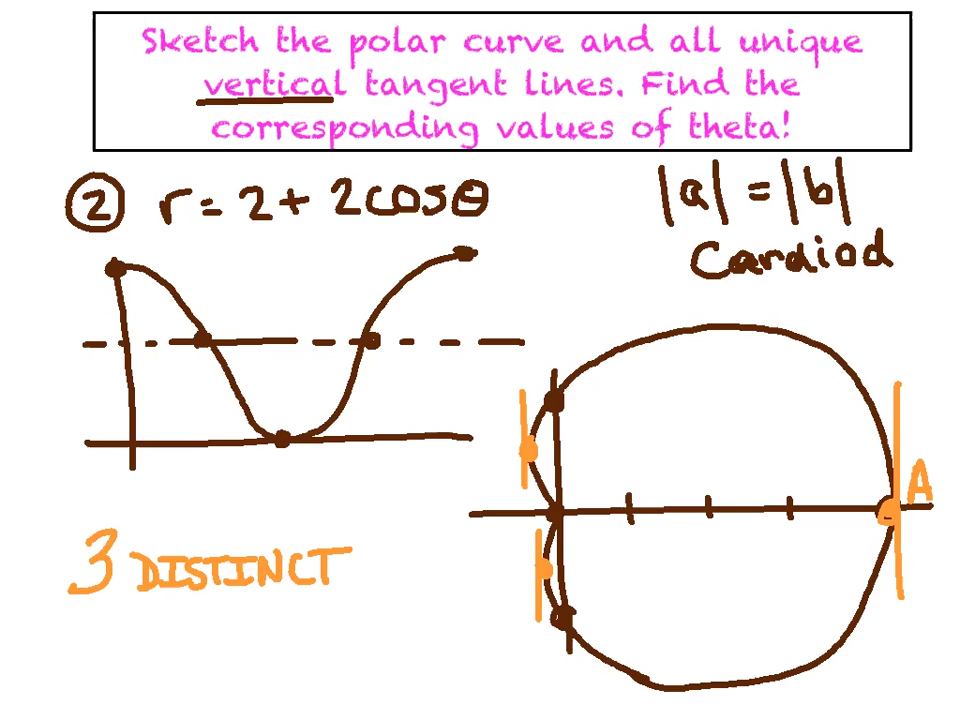 Sketch the polar curve and all unique
vertical tangent lines. Find the
corresponding values of theta!
② r = 2 + 2cosθ
|a| = |b|
Cardiod
A
3 DISTINCT